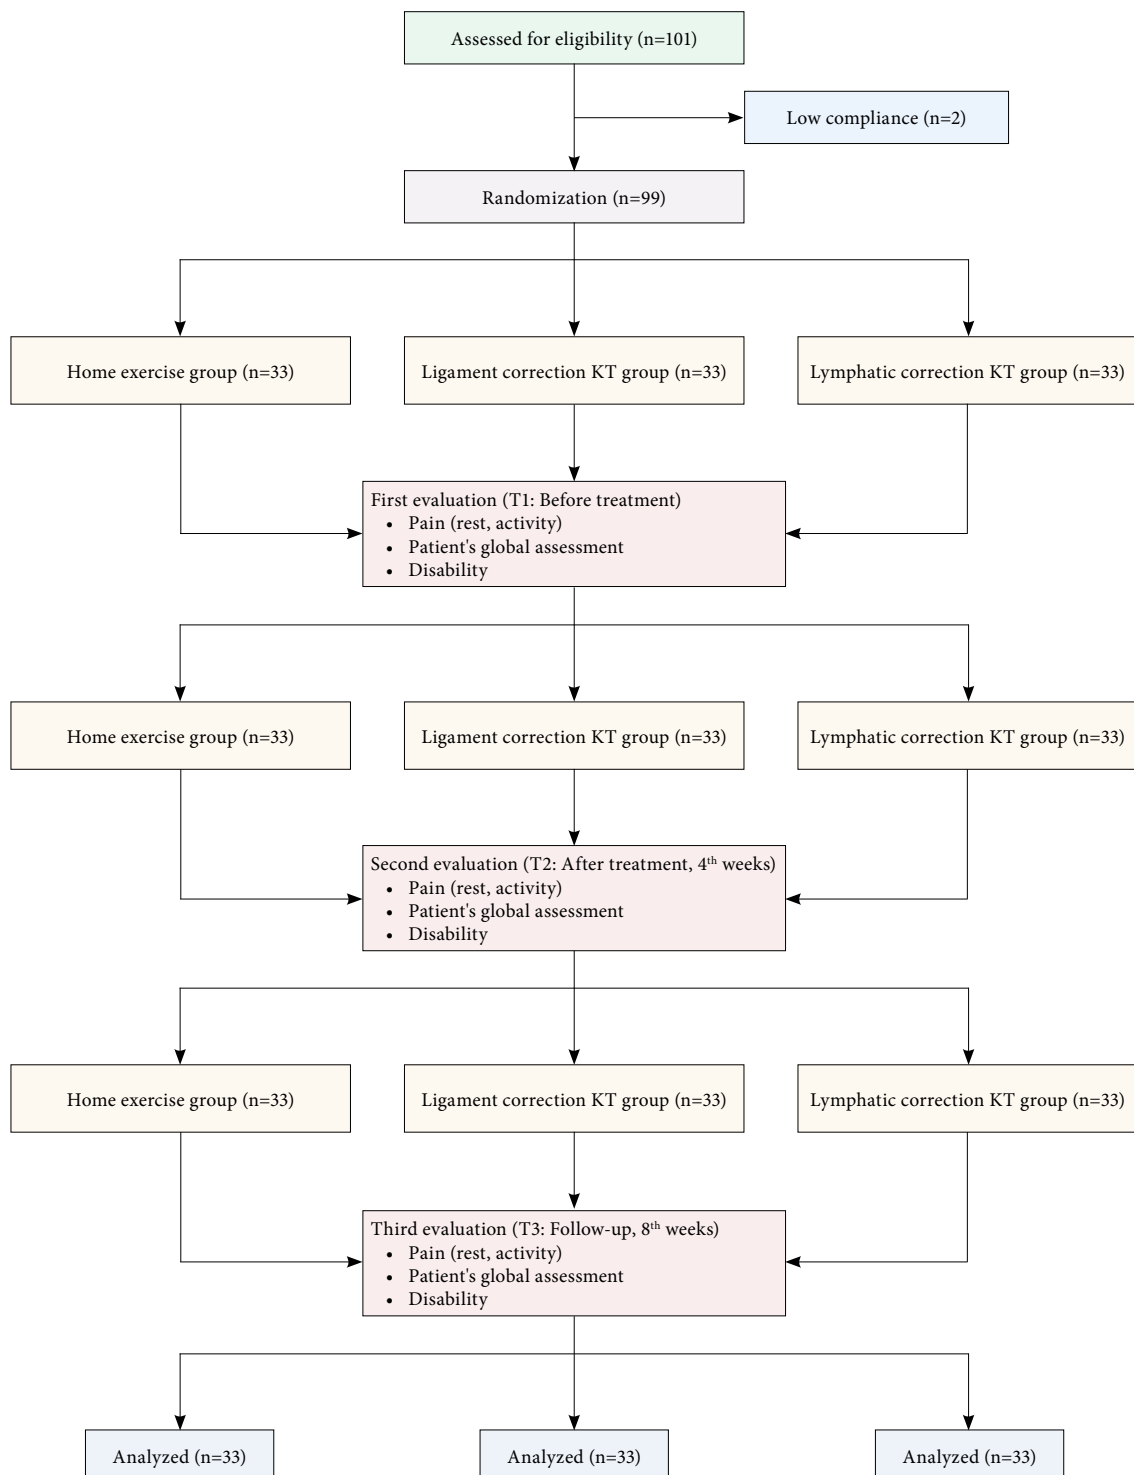 Assessed for eligibility (n=101)
Low compliance (n=2)
Randomization (n=99)
Home exercise group (n=33)
Ligament correction KT group (n=33)
Lymphatic correction KT group (n=33)
First evaluation (T1: Before treatment)
• Pain (rest, activity)
• Patient's global assessment
• Disability
Home exercise group (n=33)
Ligament correction KT group (n=33)
Lymphatic correction KT group (n=33)
Second evaluation (T2: After treatment, 4th weeks)
• Pain (rest, activity)
• Patient's global assessment
• Disability
Home exercise group (n=33)
Ligament correction KT group (n=33)
Lymphatic correction KT group (n=33)
Third evaluation (T3: Follow-up, 8th weeks)
• Pain (rest, activity)
• Patient's global assessment
• Disability
Analyzed (n=33)
Analyzed (n=33)
Analyzed (n=33)